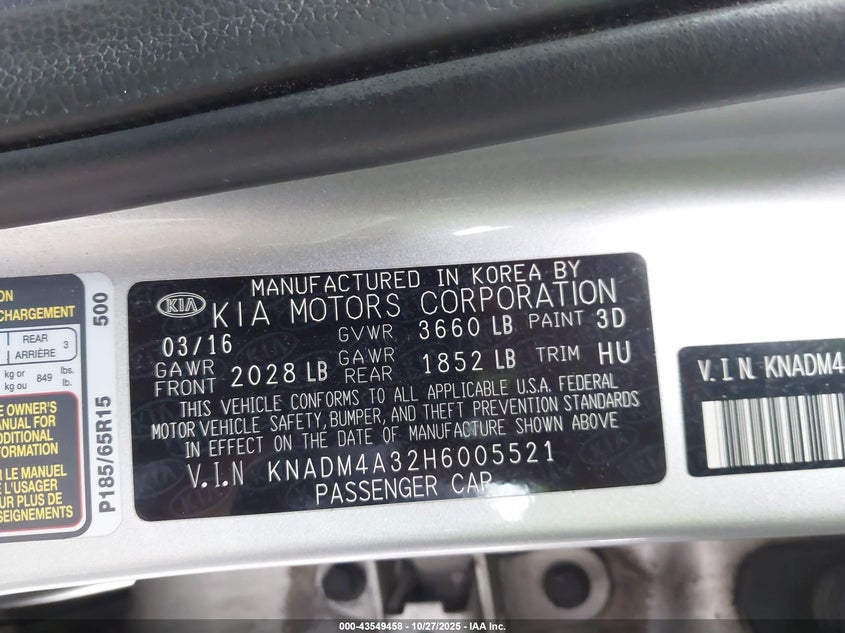 ON
CHARGEMENT
REAR 3
ARRIÈRE
kg or lbs.
kg ou 849 lb.
E OWNER'S
ANUAL FOR
DDITIONAL
FORMATION
R LE MANUEL
E L'USAGER
UR PLUS DE
SEIGNEMENTS
500
P185/65R15
MANUFACTURED IN KOREA BY
KIA KIA MOTORS CORPORATION
03/16 GVWR 3660 LB PAINT 3D
GAWR FRONT 2028 LB GAWR REAR 1852 LB TRIM HU
THIS VEHICLE CONFORMS TO ALL APPLICABLE U.S.A. FEDERAL
MOTOR VEHICLE SAFETY, BUMPER, AND THEFT PREVENTION STANDARDS
IN EFFECT ON THE DATE OF MANUFACTURE SHOWN ABOVE
V.I.N KNADM4A32H6005521
PASSENGER CAR
V.I.N. KNADM4
000-43549458 - 10/27/2025 - IAA Inc.